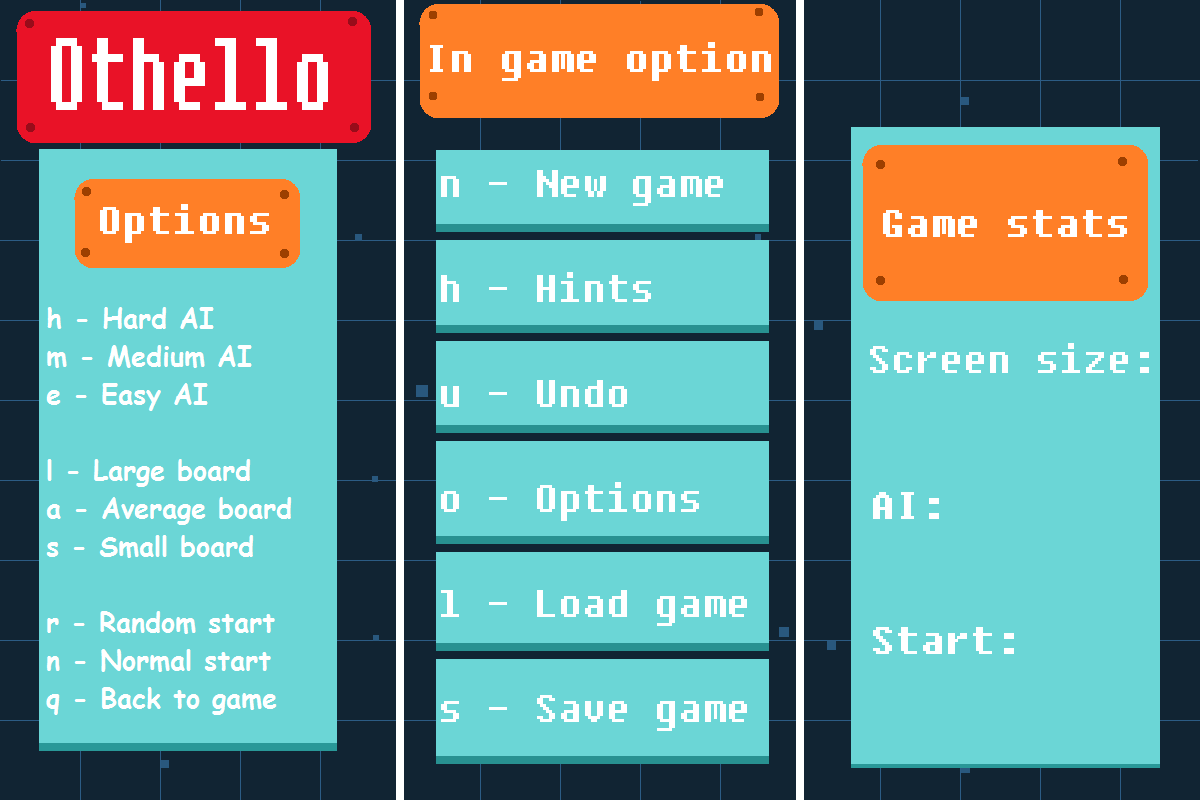 Othello
Options
h - Hard AI
m - Medium AI
e - Easy AI
l - Large board
a - Average board
s - Small board
r - Random start
n - Normal start
q - Back to game
In game option
n - New game
h - Hints
u - Undo
o - Options
l - Load game
s - Save game
Game stats
Screen size:
AI:
Start: